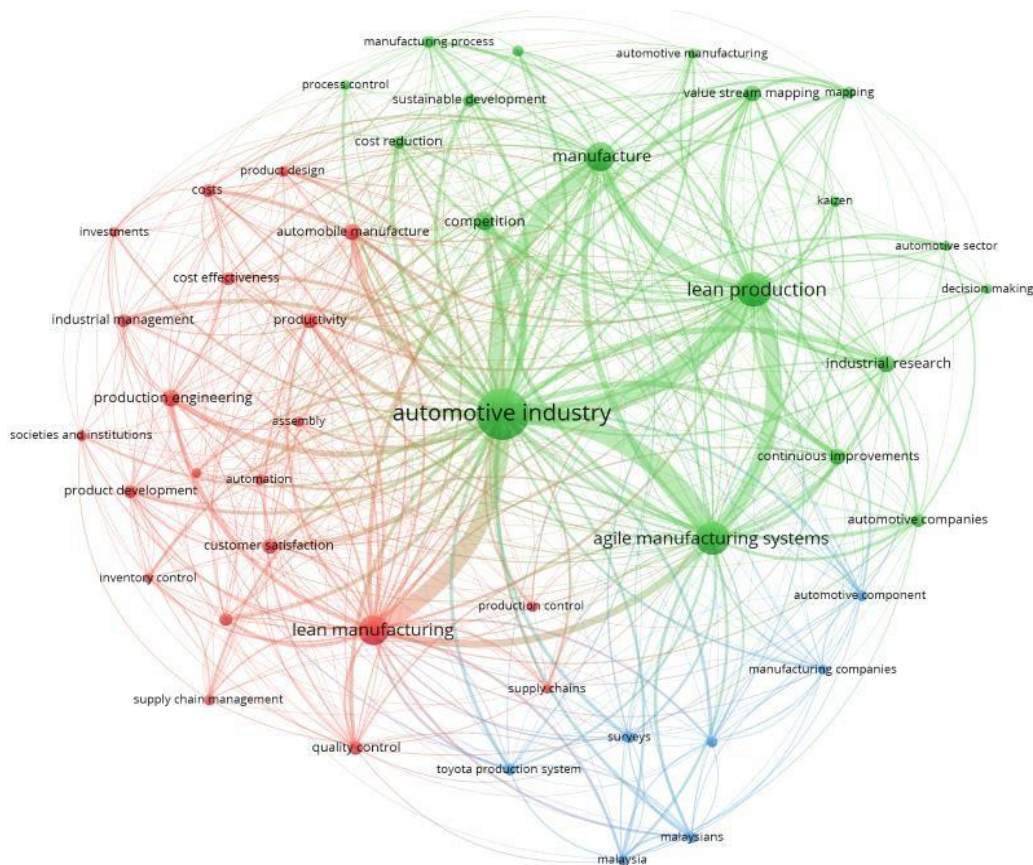 manufacturing process
automotive manufacturing
process control
sustainable development
value stream mapping
mapping
cost reduction
manufacture
product design
costs
kaizen
competition
investments
automobile manufacture
automotive sector
cost effectiveness
lean production
decision making
industrial management
productivity
industrial research
production engineering
automotive industry
assembly
societies and institutions
continuous improvements
product development
automation
automotive companies
customer satisfaction
agile manufacturing systems
inventory control
automotive component
production control
lean manufacturing
manufacturing companies
supply chains
supply chain management
surveys
quality control
toyota production system
malaysians
malaysia